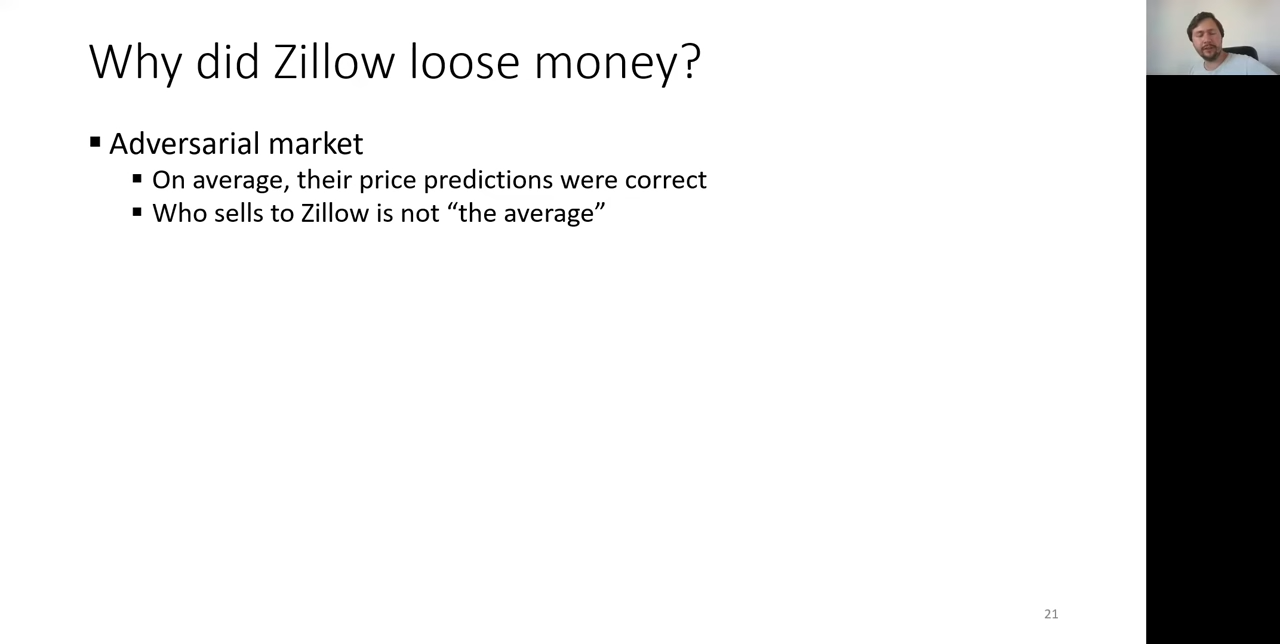 Why did Zillow loose money?
▪ Adversarial market
▪ On average, their price predictions were correct
▪ Who sells to Zillow is not “the average”
21